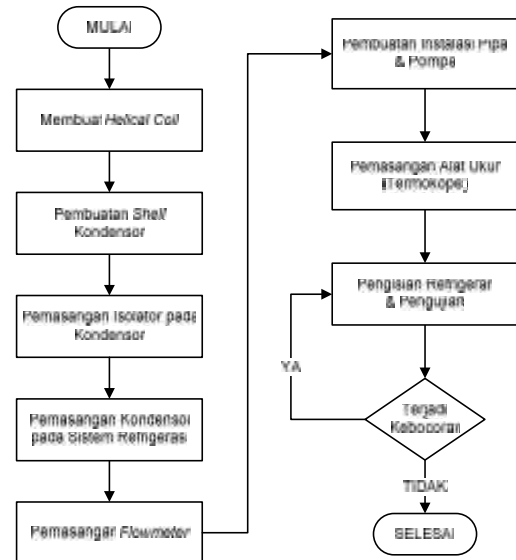 MULAI
Membuat Helical Coil
Pembuatan Shell
Kondensor
Pemasangan Isolator pada
Kondensor
Pemasangan Kondensor
pada Sistem Refrigerasi
Pemasangan Flowmeter
Pembuatan Instalasi Pipa
& Pompa
Pemasangan Alat Ukur
(Termokopel)
Pengisian Refrigeran
& Pengujian
YA
Terjadi
Kebocoran
TIDAK
SELESAI